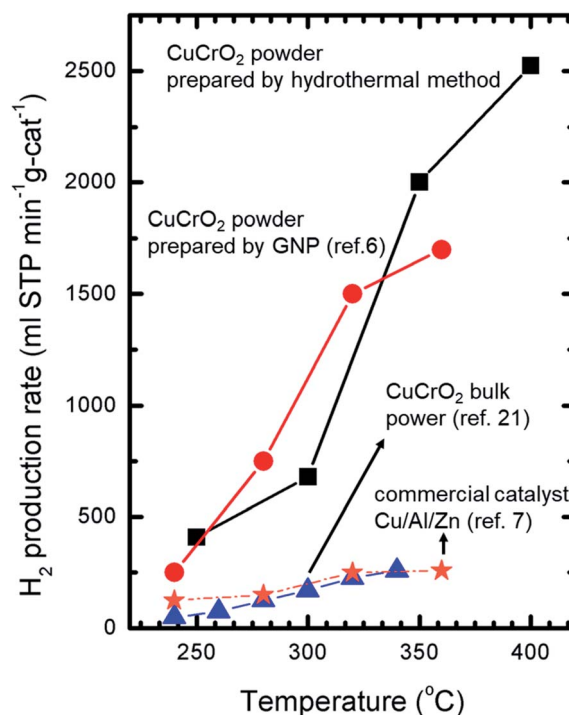 CuCrO₂ powder
prepared by hydrothermal method
CuCrO₂ powder
prepared by GNP (ref.6)
CuCrO₂ bulk
power (ref. 21)
commercial catalyst
Cu/Al/Zn (ref. 7)
H₂ production rate (ml STP min⁻¹g-cat⁻¹)
2500
2000
1500
1000
500
0
250 300 350 400
Temperature (°C)